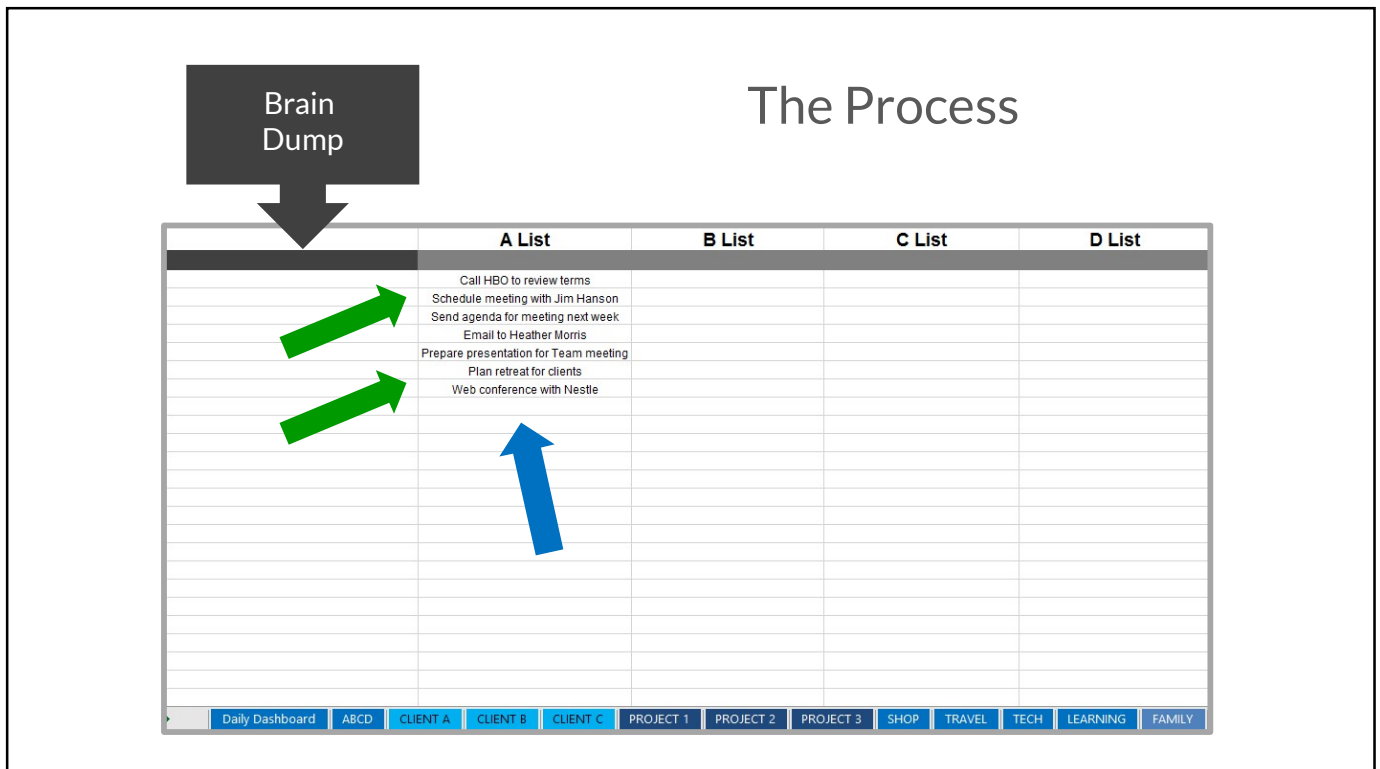 Brain
Dump
The Process
A List B List C List D List
Call HBO to review terms
Schedule meeting with Jim Hanson
Send agenda for meeting next week
Email to Heather Morris
Prepare presentation for Team meeting
Plan retreat for clients
Web conference with Nestle
Daily Dashboard ABCD CLIENT A CLIENT B CLIENT C PROJECT 1 PROJECT 2 PROJECT 3 SHOP TRAVEL TECH LEARNING FAMILY